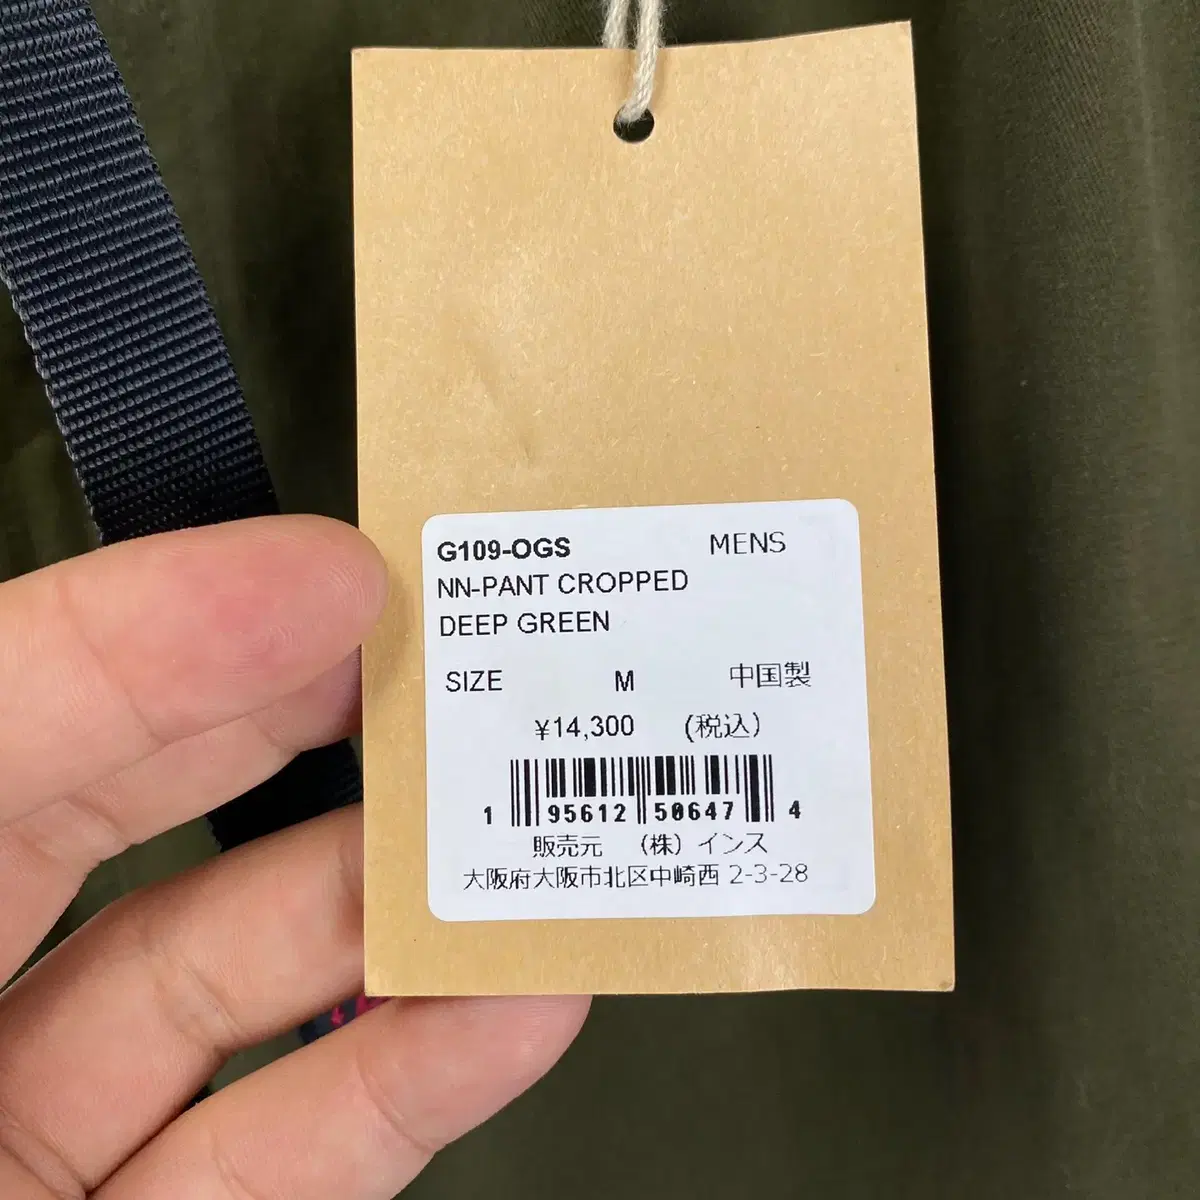 G109-OGS MENS
NN-PANT CROPPED
DEEP GREEN
SIZE M 中国製
¥14,300 (税込)
1 95612 50647 4
販売元 (株) インス
大阪府大阪市北区中崎西 2-3-28